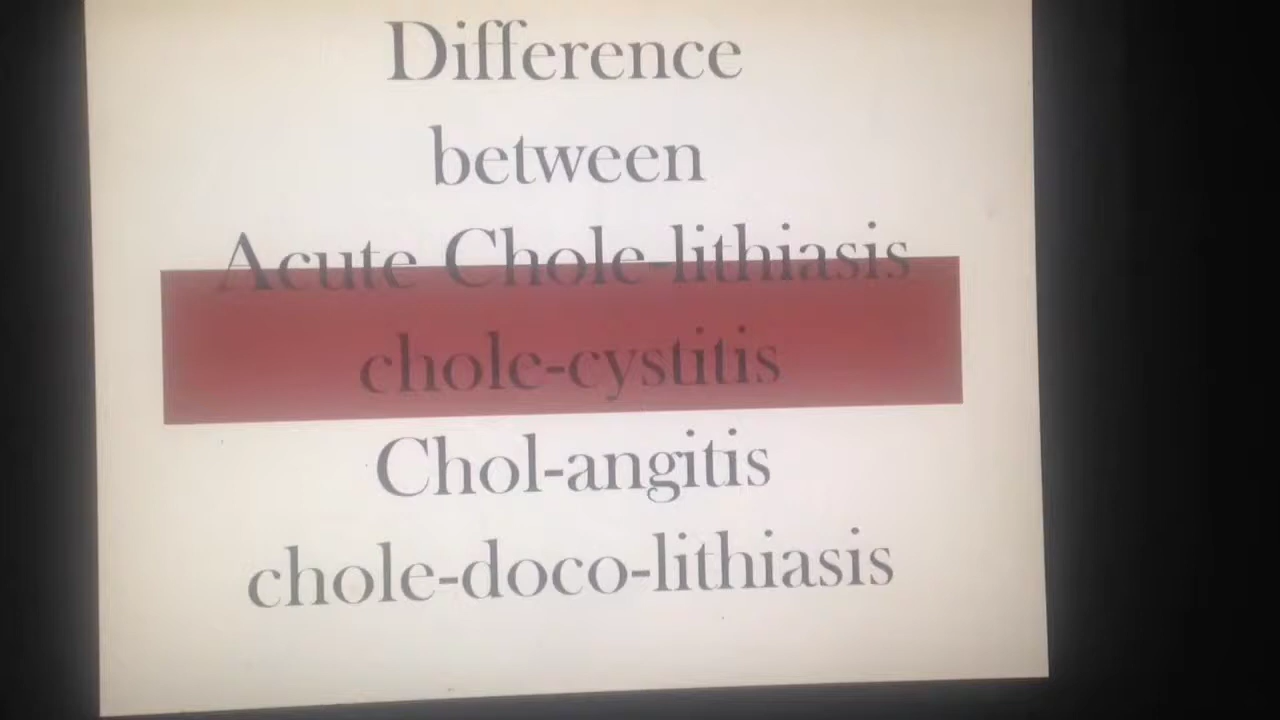 Difference
between
Acute Chole-lithiasis
chole-cystitis
Chol-angitis
chole-doco-lithiasis